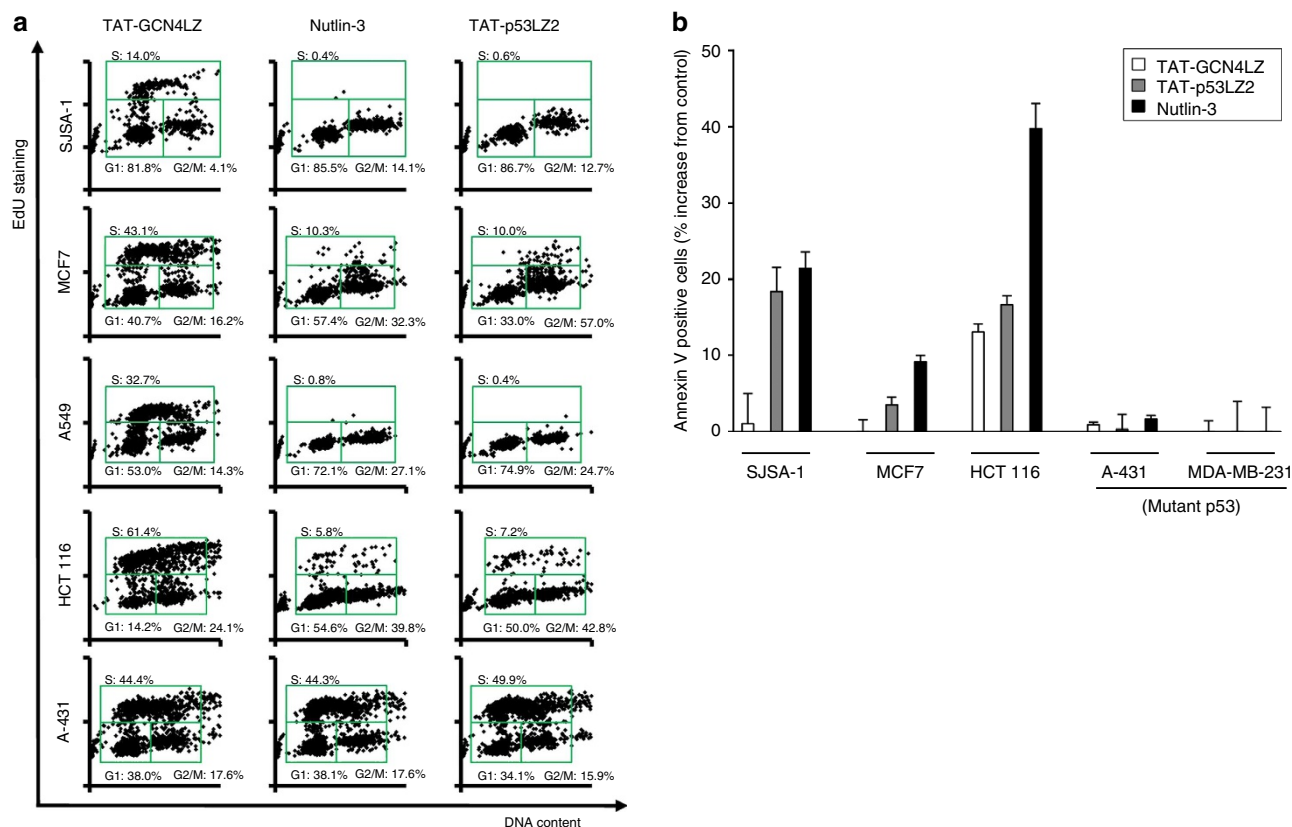 a
TAT-GCN4LZ
Nutlin-3
TAT-p53LZ2
EdU staining
SJSA-1
S: 14.0%
G1: 81.8% G2/M: 4.1%
S: 0.4%
G1: 85.5% G2/M: 14.1%
S: 0.6%
G1: 86.7% G2/M: 12.7%
MCF7
S: 43.1%
G1: 40.7% G2/M: 16.2%
S: 10.3%
G1: 57.4% G2/M: 32.3%
S: 10.0%
G1: 33.0% G2/M: 57.0%
A549
S: 32.7%
G1: 53.0% G2/M: 14.3%
S: 0.8%
G1: 72.1% G2/M: 27.1%
S: 0.4%
G1: 74.9% G2/M: 24.7%
HCT 116
S: 61.4%
G1: 14.2% G2/M: 24.1%
S: 5.8%
G1: 54.6% G2/M: 39.8%
S: 7.2%
G1: 50.0% G2/M: 42.8%
A-431
S: 44.4%
G1: 38.0% G2/M: 17.6%
S: 44.3%
G1: 38.1% G2/M: 17.6%
S: 49.9%
G1: 34.1% G2/M: 15.9%
DNA content
b
Annexin V positive cells (% increase from control)
50
40
30
20
10
0
TAT-GCN4LZ
TAT-p53LZ2
Nutlin-3
SJSA-1
MCF7
HCT 116
A-431
MDA-MB-231
(Mutant p53)